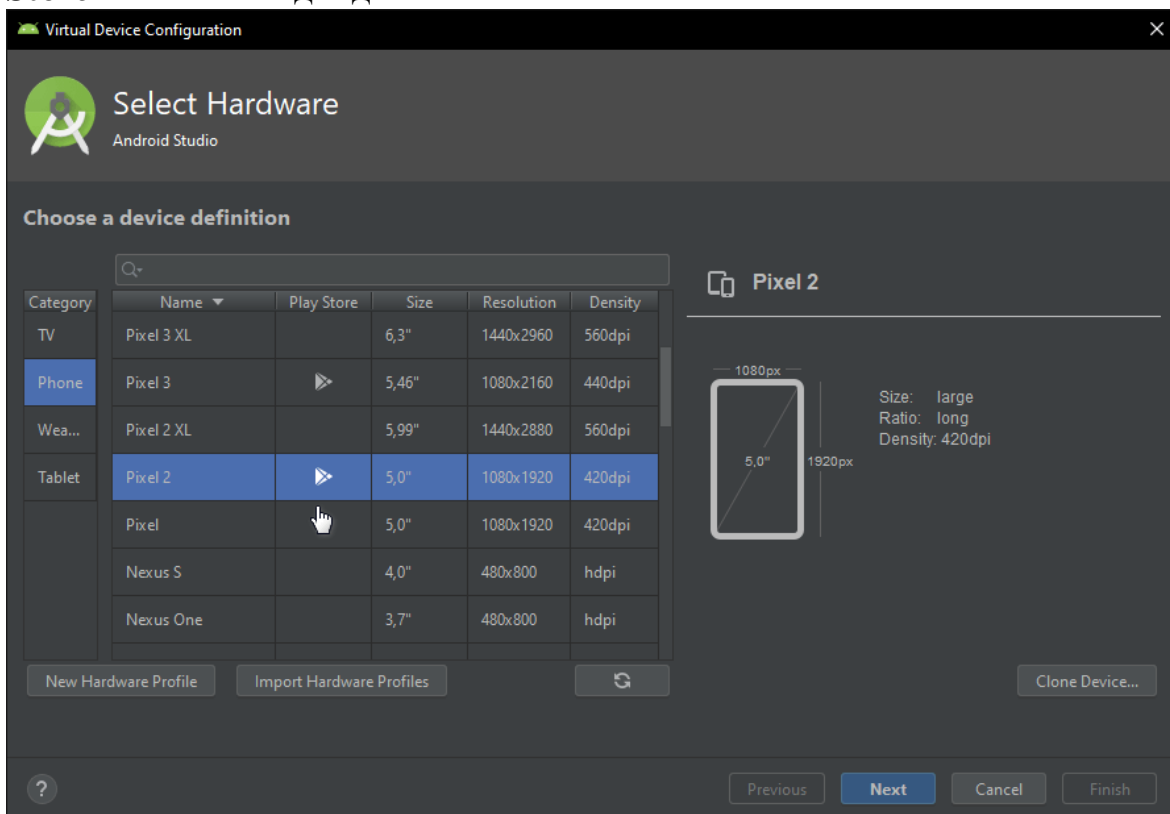 Virtual Device Configuration
Select Hardware
Android Studio
Choose a device definition
Category Name Play Store Size Resolution Density
TV
Phone
Wea...
Tablet
Pixel 3 XL 6,3" 1440x2960 560dpi
Pixel 3 5,46" 1080x2160 440dpi
Pixel 2 XL 5,99" 1440x2880 560dpi
Pixel 2 5,0" 1080x1920 420dpi
Pixel 5,0" 1080x1920 420dpi
Nexus S 4,0" 480x800 hdpi
Nexus One 3,7" 480x800 hdpi
Pixel 2
1080px
5,0"
1920px
Size: large
Ratio: long
Density: 420dpi
New Hardware Profile Import Hardware Profiles Clone Device...
? Previous Next Cancel Finish